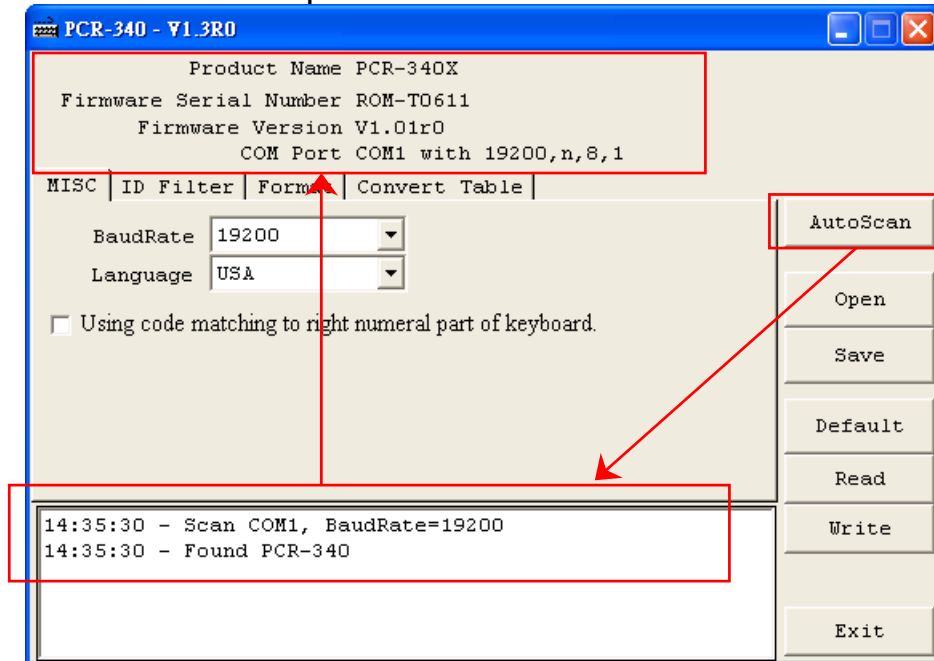 PCR-340 - V1.3R0
Product Name PCR-340X
Firmware Serial Number ROM-T0611
Firmware Version V1.01r0
COM Port COM1 with 19200,n,8,1
MISC ID Filter Format Convert Table
BaudRate 19200
Language USA
Using code matching to right numeral part of keyboard.
AutoScan
Open
Save
Default
Read
Write
Exit
14:35:30 - Scan COM1, BaudRate=19200
14:35:30 - Found PCR-340